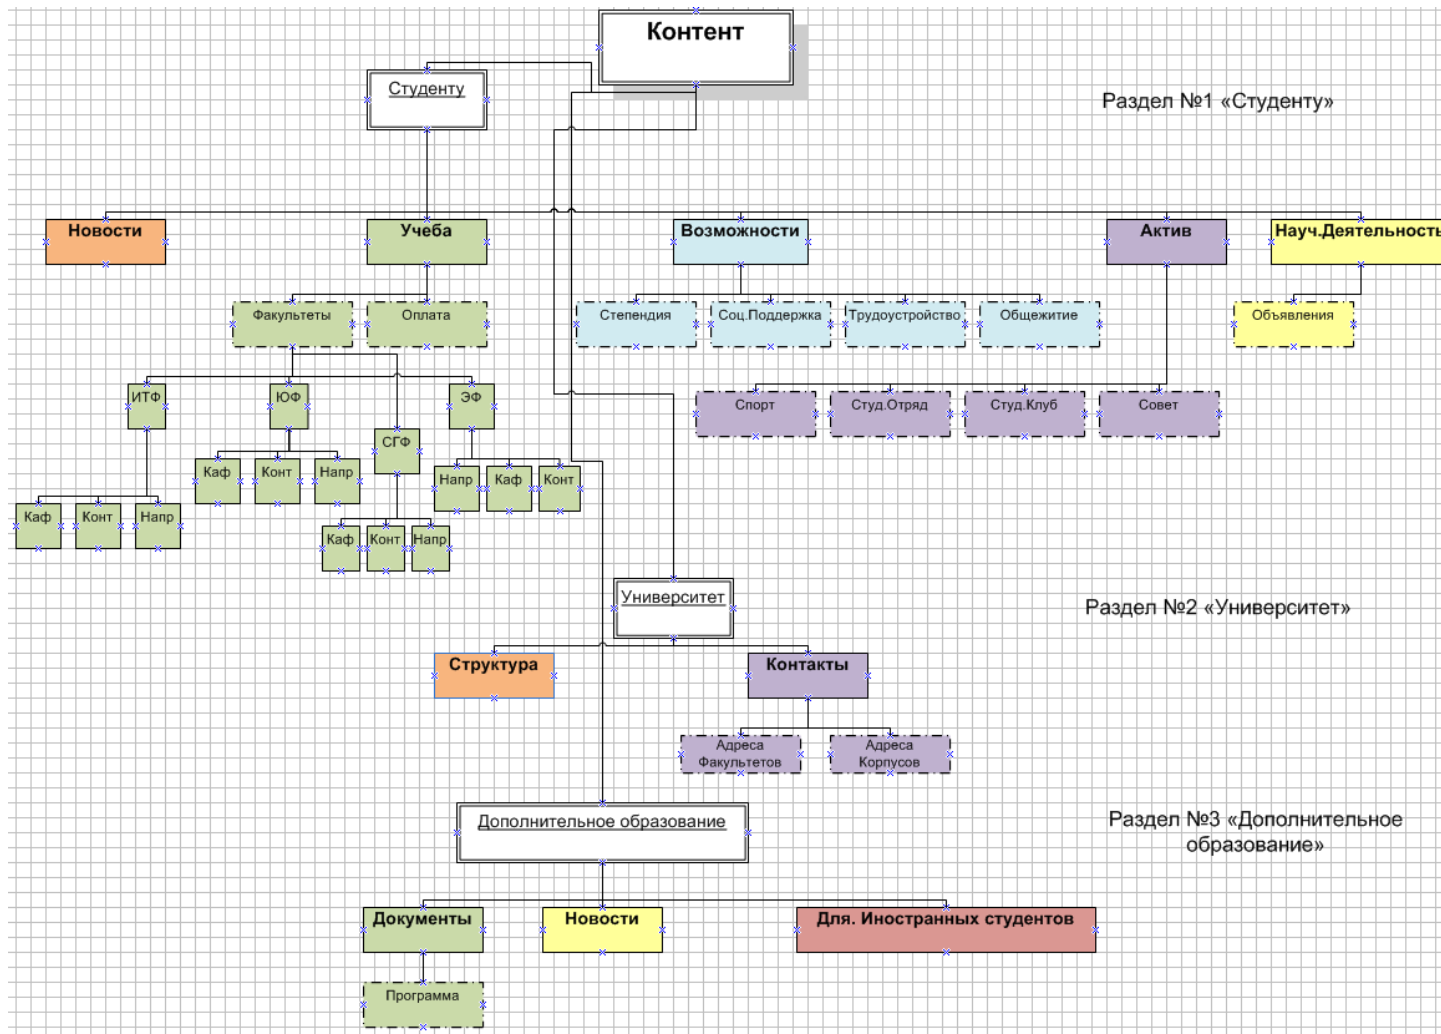 Контент
Студенту
Раздел №1 «Студенту»
Новости
Учеба
Возможности
Актив
Науч.Деятельность
Факультеты
Оплата
Степендия
Соц.Поддержка
Трудоустройство
Общежитие
Объявления
ИТФ
ЮФ
ЭФ
Спорт
Студ.Отряд
Студ.Клуб
Совет
СГФ
Каф
Конт
Напр
Напр
Каф
Конт
Каф
Конт
Напр
Каф
Конт
Напр
Университет
Раздел №2 «Университет»
Структура
Контакты
Адреса
Факультетов
Адреса
Корпусов
Дополнительное образование
Раздел №3 «Дополнительное
образование»
Документы
Новости
Для. Иностранных студентов
Программа